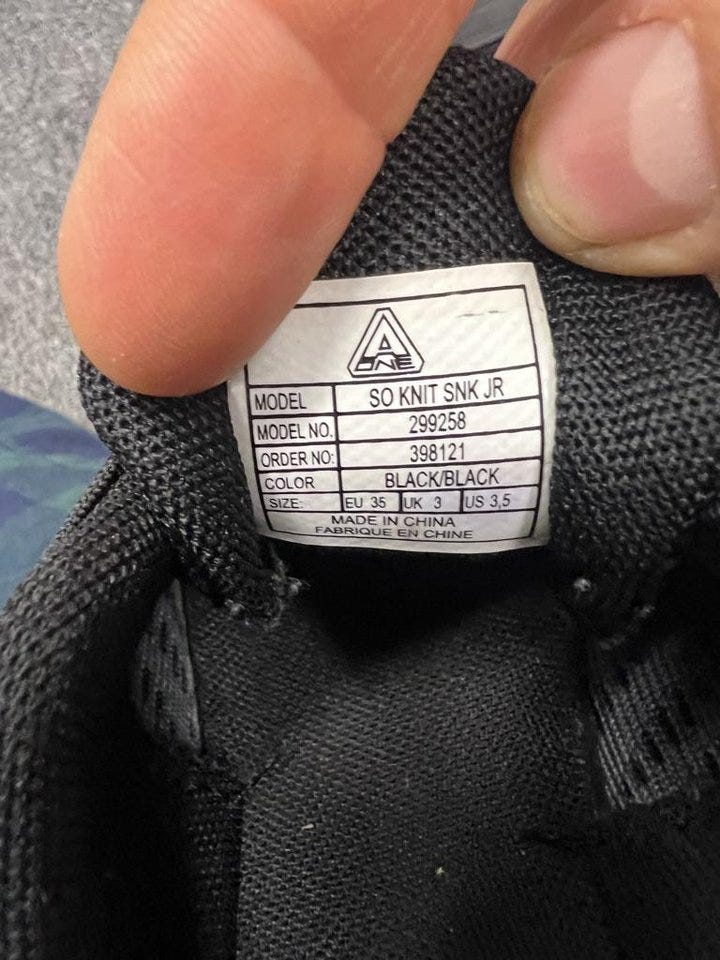 A
ONE
MODEL SO KNIT SNK JR
MODEL NO. 299258
ORDER NO: 398121
COLOR BLACK/BLACK
SIZE: EU 35 UK 3 US 3,5
MADE IN CHINA
FABRIQUE EN CHINE